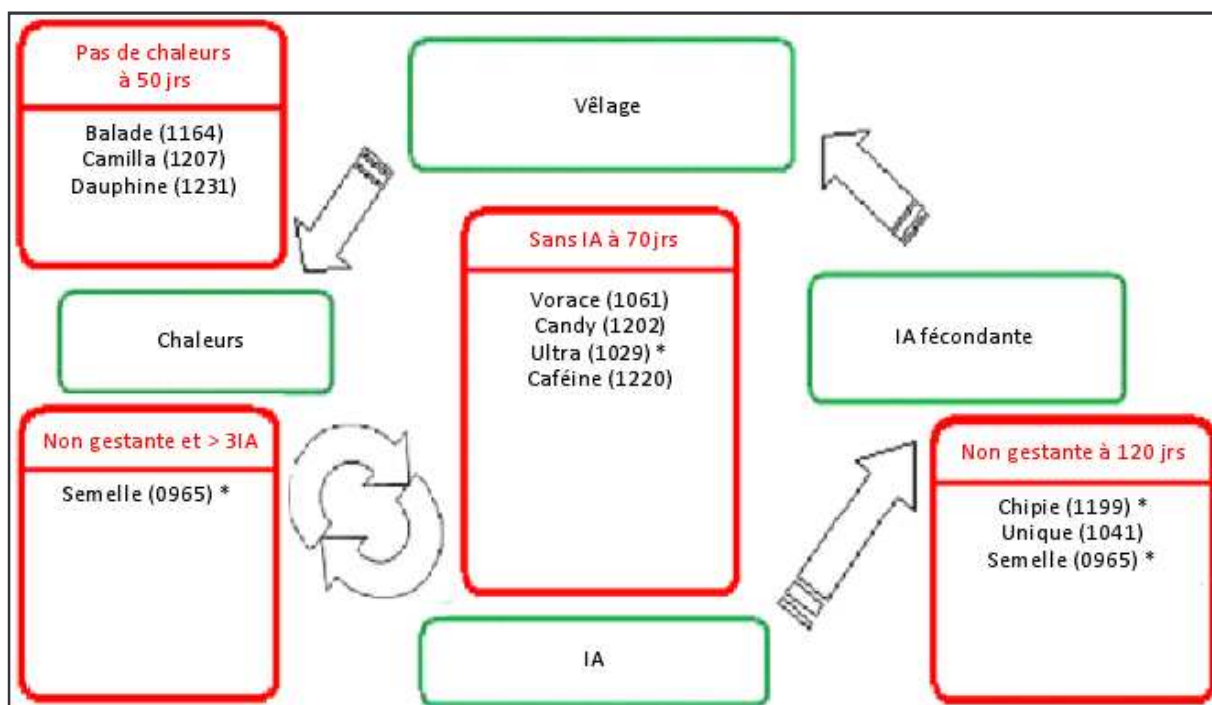 Pas de chaleurs
à 50 jrs
Balade (1164)
Camilla (1207)
Dauphine (1231)
Vêlage
Sans IA à 70 jrs
Vorace (1061)
Candy (1202)
Ultra (1029) *
Caféine (1220)
Chaleurs
IA fécondante
Non gestante et > 3IA
Semelle (0965) *
Non gestante à 120 jrs
Chipie (1199) *
Unique (1041)
Semelle (0965) *
IA